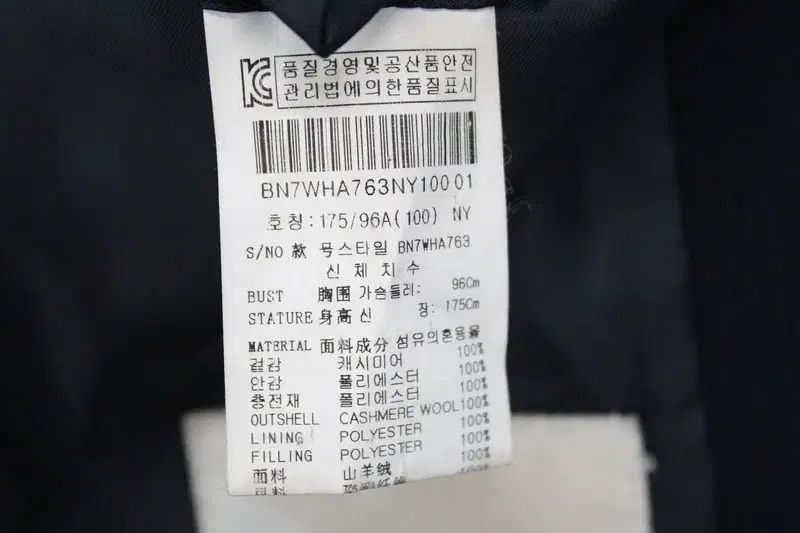 KC 품질경영및공산품안전
관리법에의한품질표시
BN7WHA763NY100 01
호칭:175/96A(100) NY
S/NO 款 号스타일 BN7WHA763
신체치수
BUST 胸围 가슴둘레: 96Cm
STATURE 身高신 장: 175Cm
MATERIAL 面料成分 섬유의혼용율
겉감 캐시미어 100%
안감 폴리에스터 100%
충전재 폴리에스터 100%
OUTSHELL CASHMERE WOOL 100%
LINING POLYESTER 100%
FILLING POLYESTER 100%
面料 山羊绒 100%